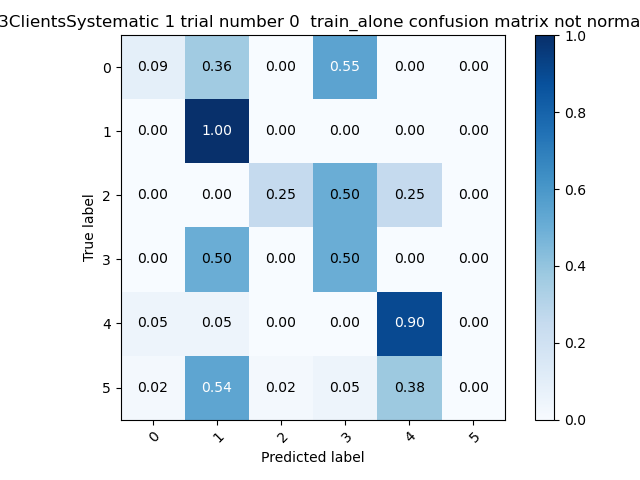 3ClientsSystematic 1 trial number 0 train_alone confusion matrix not norma
0 0.09 0.36 0.00 0.55 0.00 0.00
1 0.00 1.00 0.00 0.00 0.00 0.00
2 0.00 0.00 0.25 0.50 0.25 0.00
3 0.00 0.50 0.00 0.50 0.00 0.00
4 0.05 0.05 0.00 0.00 0.90 0.00
5 0.02 0.54 0.02 0.05 0.38 0.00
0 1 2 3 4 5
True label
Predicted label
1.0
0.8
0.6
0.4
0.2
0.0